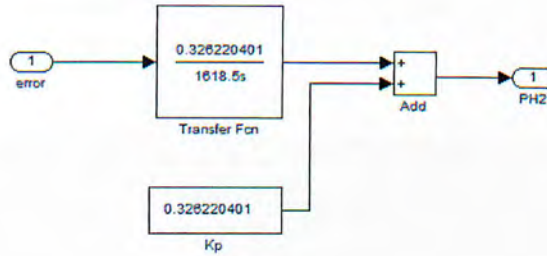 0.326220401
1618.5s
Transfer Fcn
1
error
+
+
Add
1
PH2
0.326220401
Kp